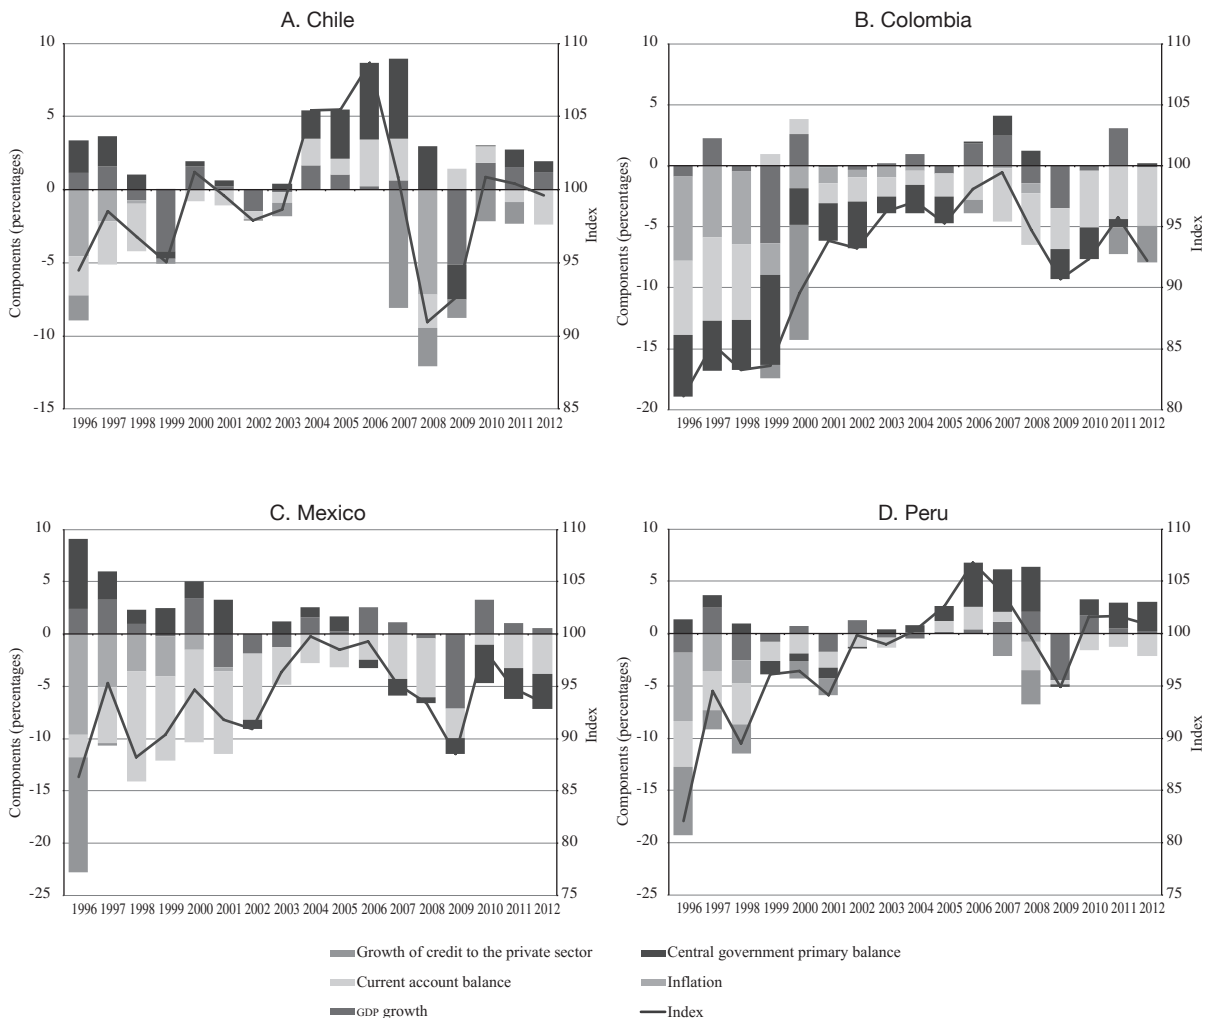 A. Chile
B. Colombia
10 110 10 110
5 105 5 105
0 100 0 100
-5 95 -5 95
-10 90 -10 90
-15 85 -15 85
-20 80
Components (percentages)
Index
Components (percentages)
Index
1996 1997 1998 1999 2000 2001 2002 2003 2004 2005 2006 2007 2008 2009 2010 2011 2012
1996 1997 1998 1999 2000 2001 2002 2003 2004 2005 2006 2007 2008 2009 2010 2011 2012
C. Mexico
D. Peru
10 110 10 110
5 105 5 105
0 100 0 100
-5 95 -5 95
-10 90 -10 90
-15 85 -15 85
-20 80 -20 80
-25 75 -25 75
Components (percentages)
Index
Components (percentages)
Index
1996 1997 1998 1999 2000 2001 2002 2003 2004 2005 2006 2007 2008 2009 2010 2011 2012
1996 1997 1998 1999 2000 2001 2002 2003 2004 2005 2006 2007 2008 2009 2010 2011 2012
Growth of credit to the private sector
Central government primary balance
Current account balance
Inflation
GDP growth
Index